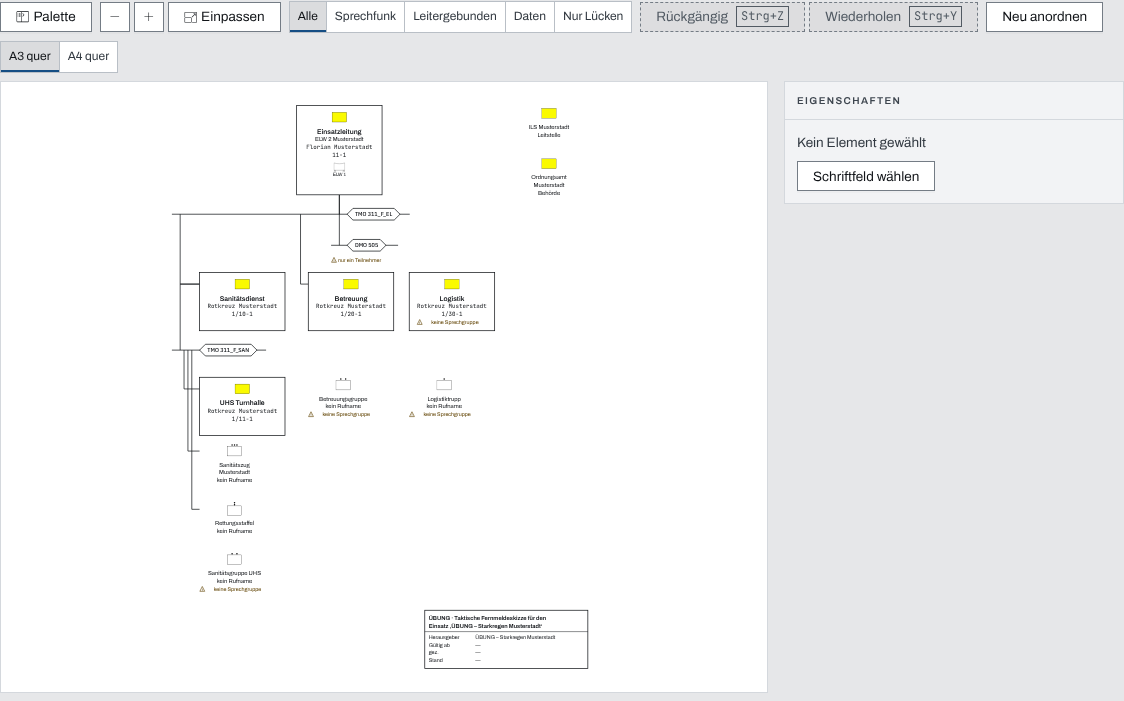 Palette
−
+
Einpassen
Alle
Sprechfunk
Leitergebunden
Daten
Nur Lücken
Rückgängig Strg+Z
Wiederholen Strg+Y
Neu anordnen
A3 quer
A4 quer
EIGENSCHAFTEN
Kein Element gewählt
Schriftfeld wählen
Einsatzleitung
ELW 2 Musterstadt
Florian Musterstadt
11-1
ELW 1
ILS Musterstadt
Leitstelle
Ordnungsamt
Musterstadt
Behörde
TMO 311_F_EL
DMO 505
nur ein Teilnehmer
Sanitätsdienst
Rotkreuz Musterstadt
1/10-1
Betreuung
Rotkreuz Musterstadt
1/20-1
Logistik
Rotkreuz Musterstadt
1/30-1
keine Sprechgruppe
TMO 311_F_SAN
UHS Turnhalle
Rotkreuz Musterstadt
1/11-1
Betreuungsgruppe
kein Rufname
keine Sprechgruppe
Logistiktrupp
kein Rufname
keine Sprechgruppe
Sanitätszug
Musterstadt
kein Rufname
Rettungsstaffel
kein Rufname
Sanitätsgruppe UHS
kein Rufname
keine Sprechgruppe
ÜBUNG · Taktische Fernmeldeskizze für den
Einsatz ‚ÜBUNG – Starkregen Musterstadt‘
Herausgeber ÜBUNG – Starkregen Musterstadt
Gültig ab —
gez. —
Stand —